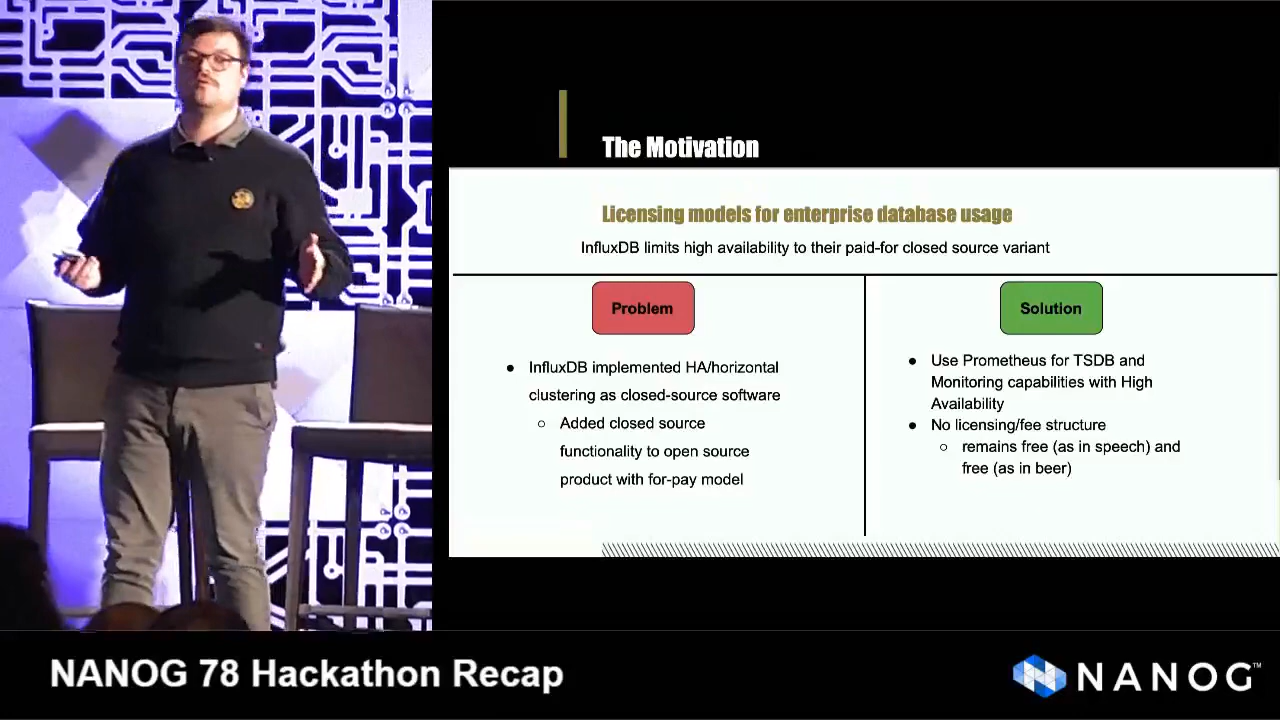 The Motivation
Licensing models for enterprise database usage
InfluxDB limits high availability to their paid-for closed source variant
Problem
InfluxDB implemented HA/horizontal
clustering as closed-source software
Added closed source
functionality to open source
product with for-pay model
Solution
Use Prometheus for TSDB and
Monitoring capabilities with High
Availability
No licensing/fee structure
remains free (as in speech) and
free (as in beer)
NANOG 78 Hackathon Recap
NANOG™